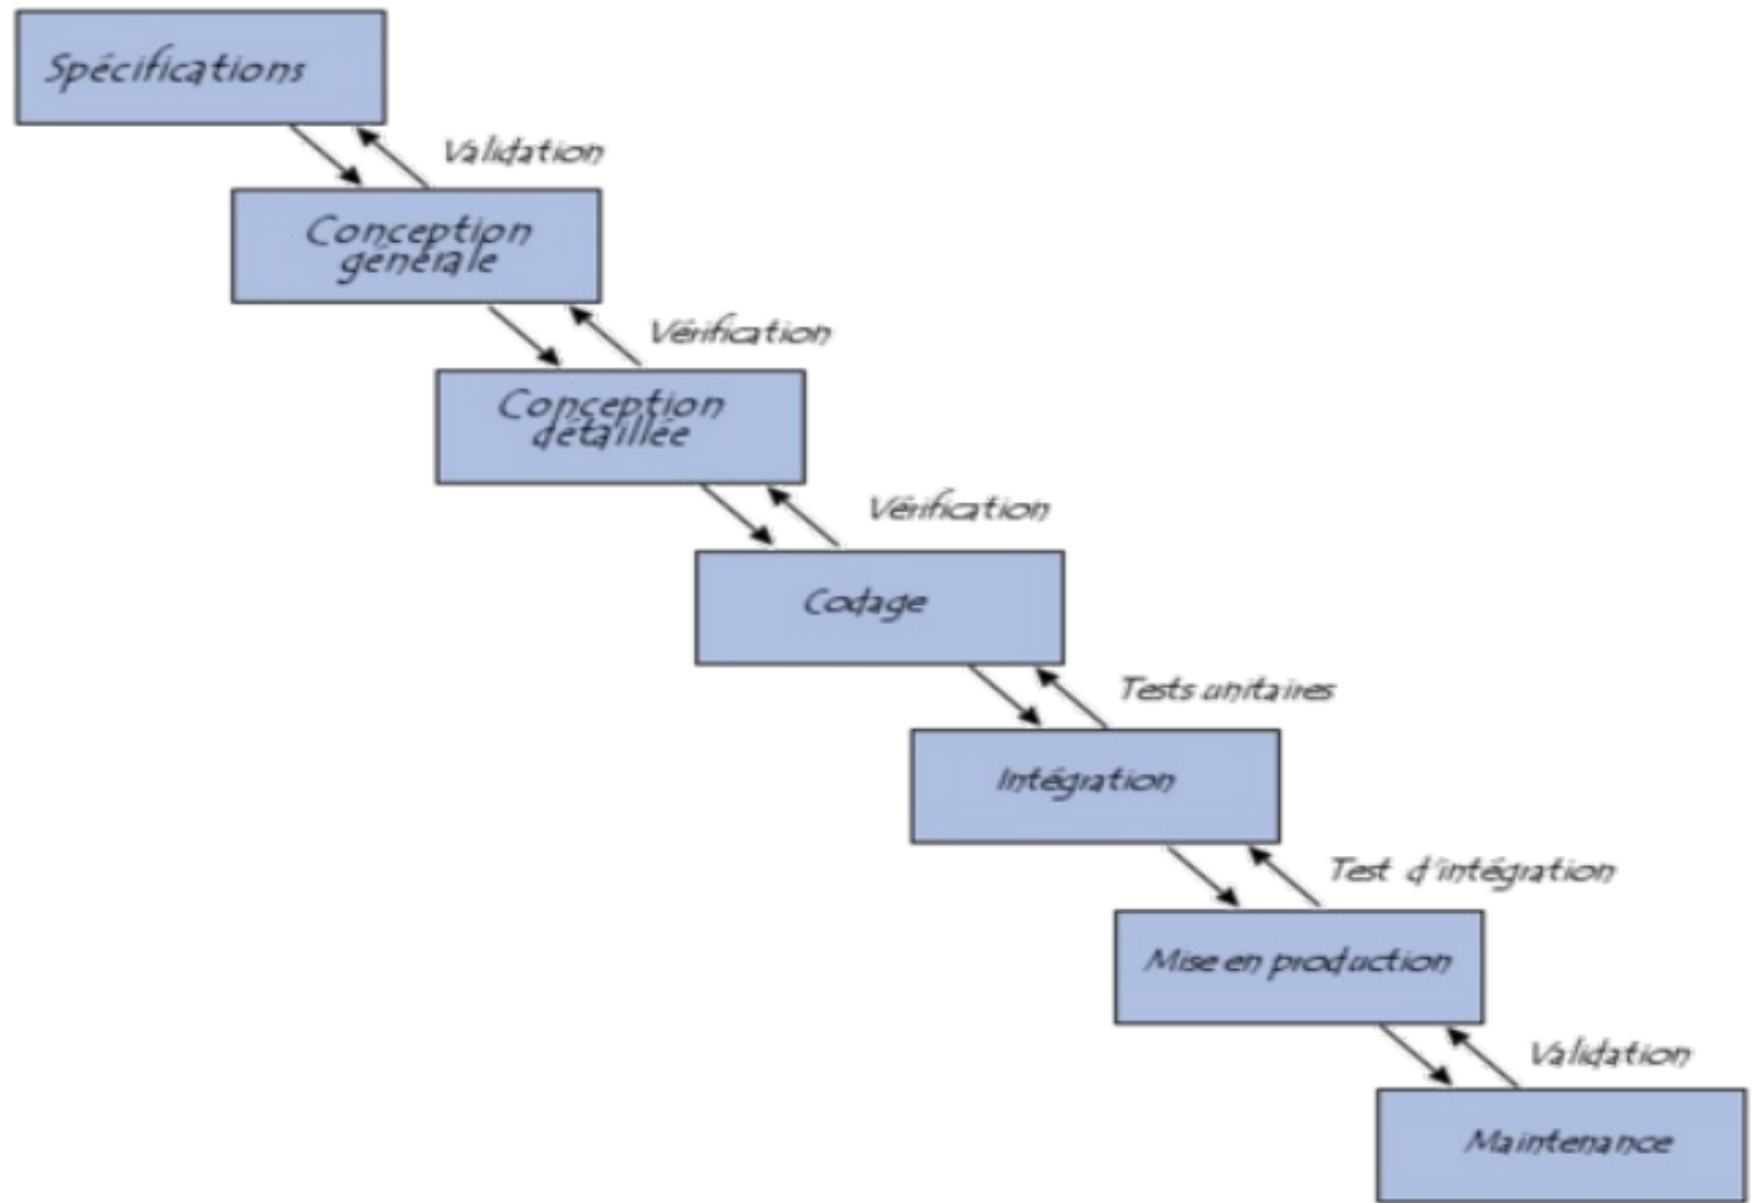 Spécifications
Validation
Conception
générale
Vérification
Conception
détaillée
Vérification
Codage
Tests unitaires
Intégration
Test d'intégration
Mise en production
Validation
Maintenance